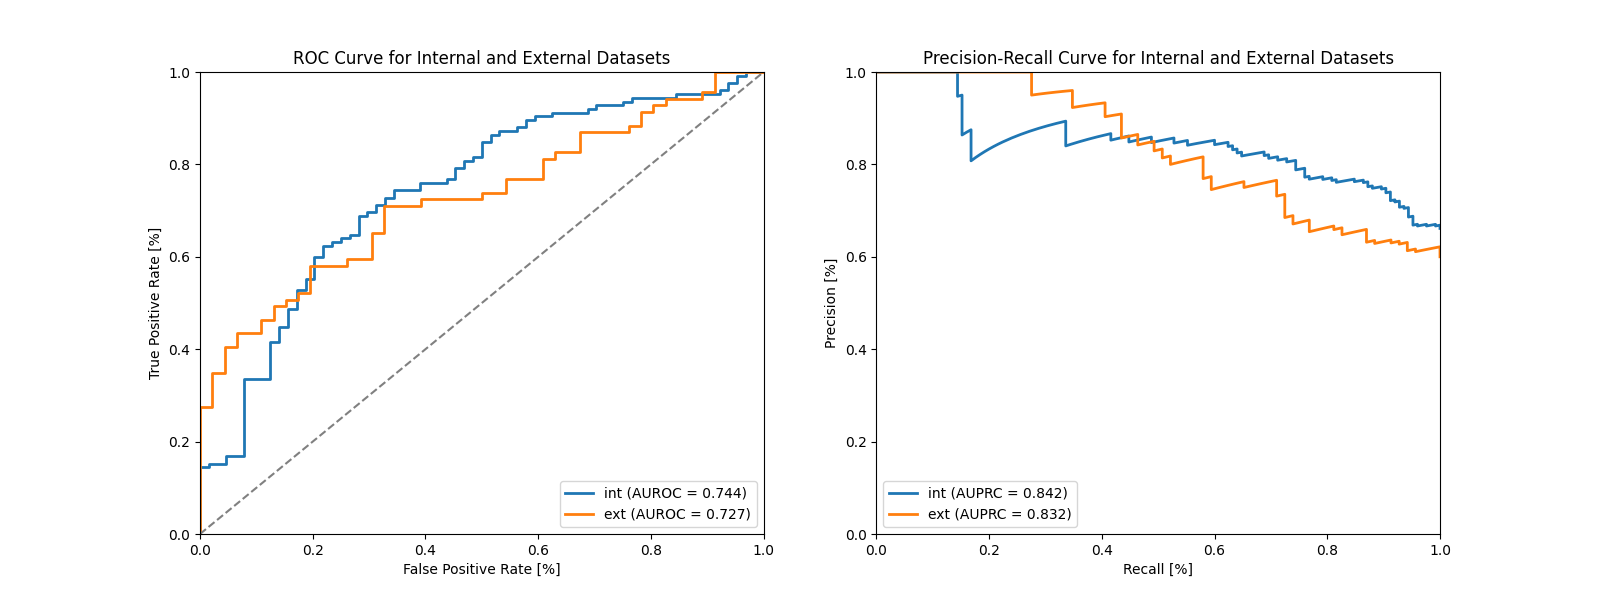 ROC Curve for Internal and External Datasets
True Positive Rate [%]
1.0
0.8
0.6
0.4
0.2
0.0
int (AUROC = 0.744)
ext (AUROC = 0.727)
0.0 0.2 0.4 0.6 0.8 1.0
False Positive Rate [%]
Precision-Recall Curve for Internal and External Datasets
Precision [%]
1.0
0.8
0.6
0.4
0.2
0.0
int (AUPRC = 0.842)
ext (AUPRC = 0.832)
0.0 0.2 0.4 0.6 0.8 1.0
Recall [%]